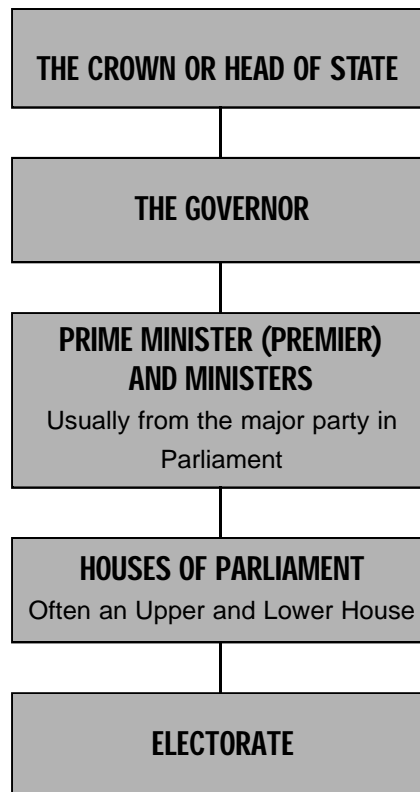 THE CROWN OR HEAD OF STATE
THE GOVERNOR
PRIME MINISTER (PREMIER)
AND MINISTERS
Usually from the major party in
Parliament
HOUSES OF PARLIAMENT
Often an Upper and Lower House
ELECTORATE